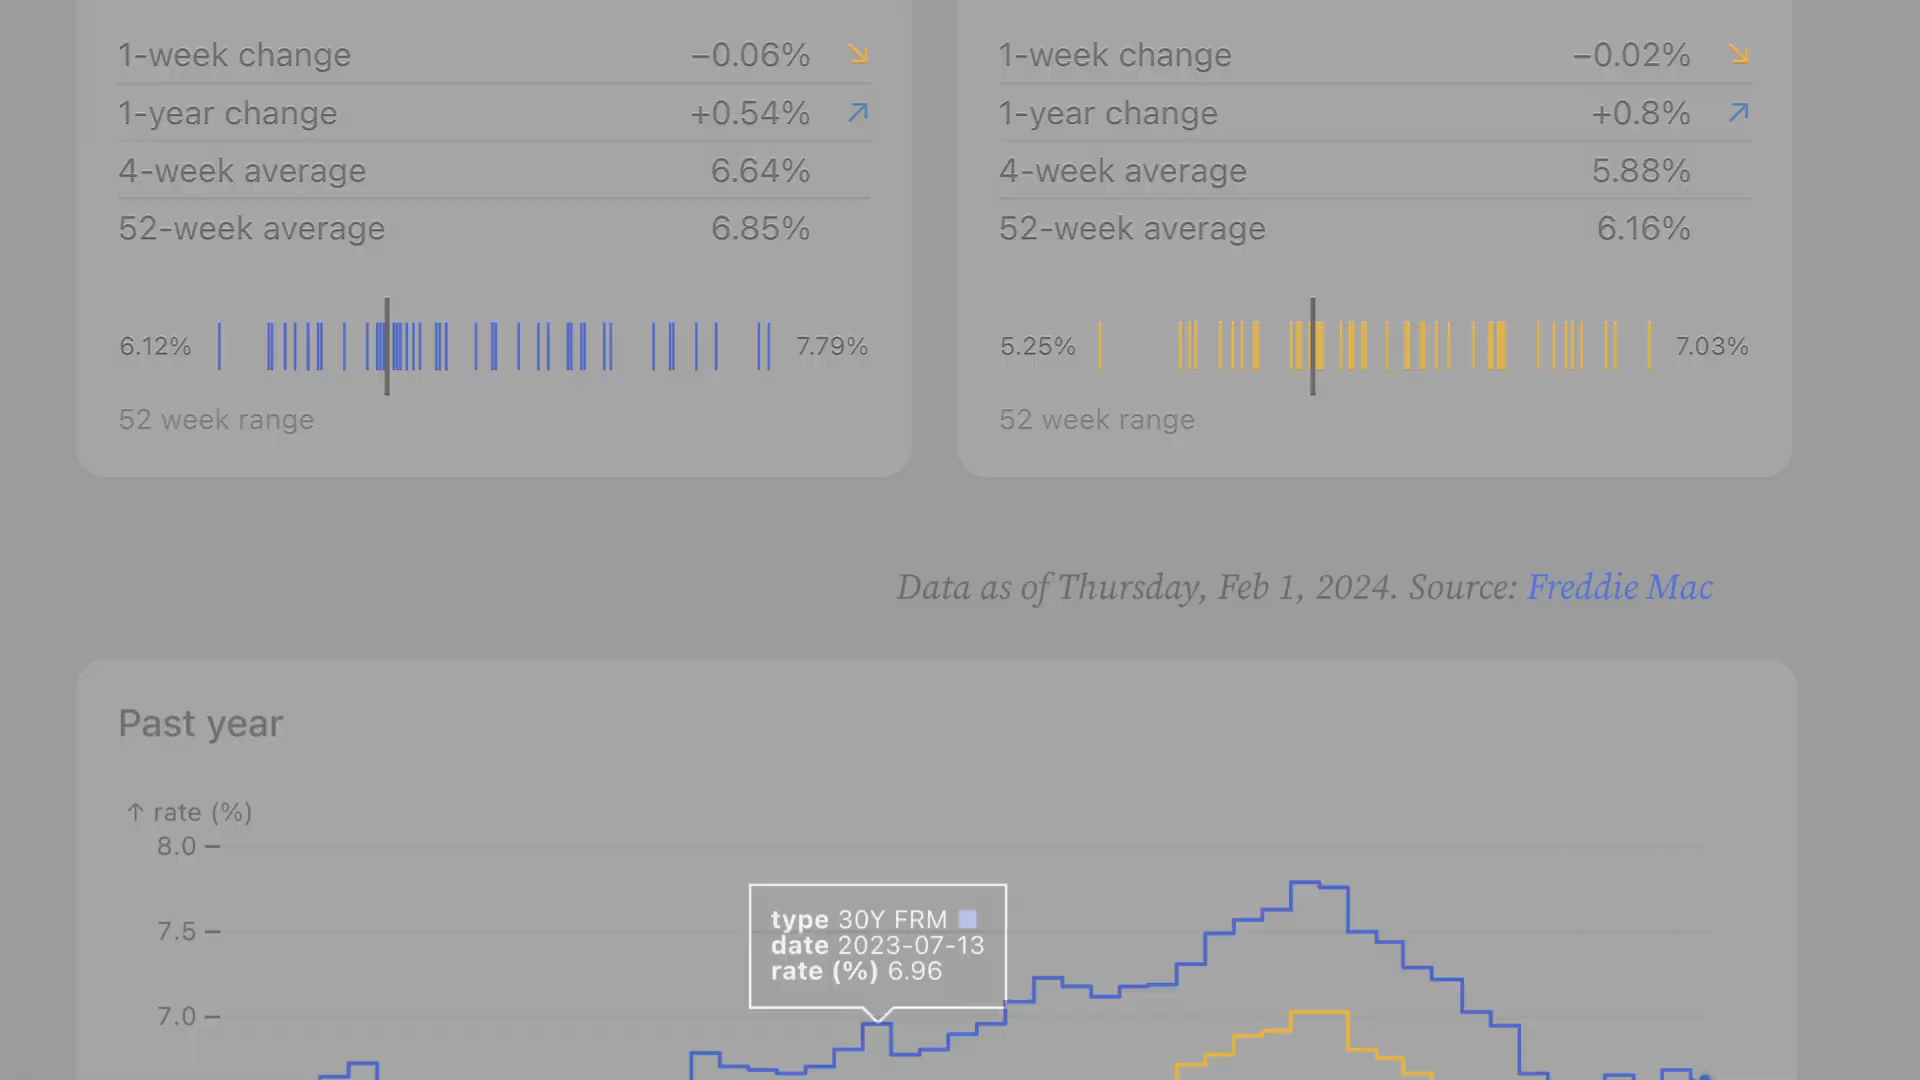 1-week change −0.06% ↘
1-year change +0.54% ↗
4-week average 6.64%
52-week average 6.85%
6.12% 7.79%
52 week range
1-week change −0.02% ↘
1-year change +0.8% ↗
4-week average 5.88%
52-week average 6.16%
5.25% 7.03%
52 week range
Data as of Thursday, Feb 1, 2024. Source: Freddie Mac
Past year
↑ rate (%)
8.0
7.5
7.0
type 30Y FRM
date 2023-07-13
rate (%) 6.96